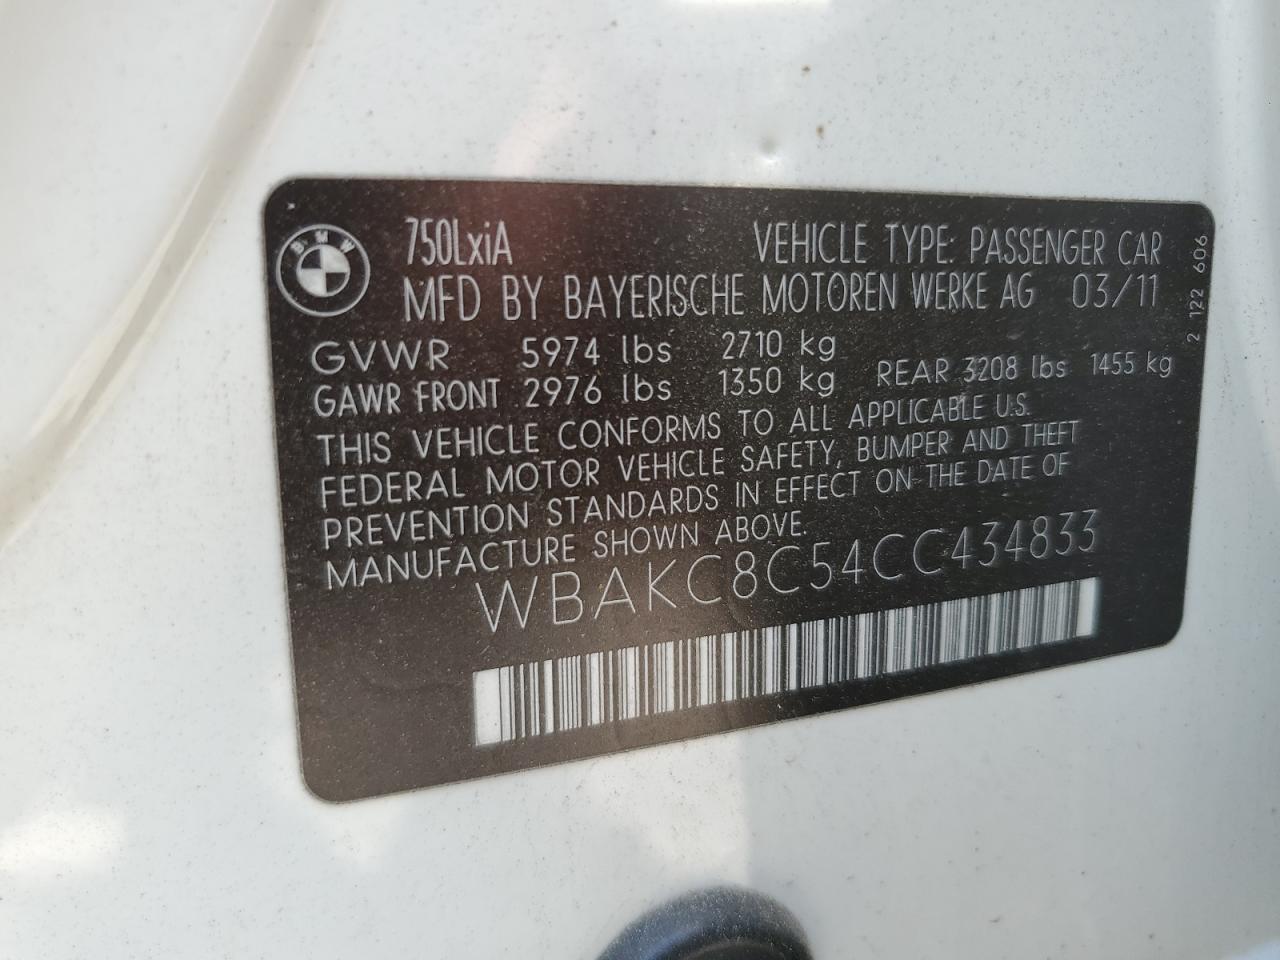 BMW
750LxiA VEHICLE TYPE: PASSENGER CAR
MFD BY BAYERISCHE MOTOREN WERKE AG 03/11
GVWR 5974 lbs 2710 kg
GAWR FRONT 2976 lbs 1350 kg REAR 3208 lbs 1455 kg
THIS VEHICLE CONFORMS TO ALL APPLICABLE U.S.
FEDERAL MOTOR VEHICLE SAFETY, BUMPER AND THEFT
PREVENTION STANDARDS IN EFFECT ON THE DATE OF
MANUFACTURE SHOWN ABOVE.
WBAKC8C54CC434833
2 122 606